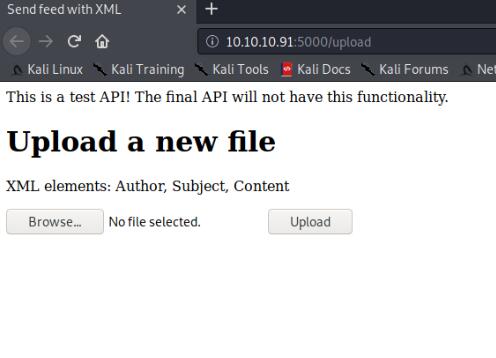 Send feed with XML
10.10.10.91:5000/upload
Kali Linux Kali Training Kali Tools Kali Docs Kali Forums Net
This is a test API! The final API will not have this functionality.
Upload a new file
XML elements: Author, Subject, Content
Browse... No file selected. Upload